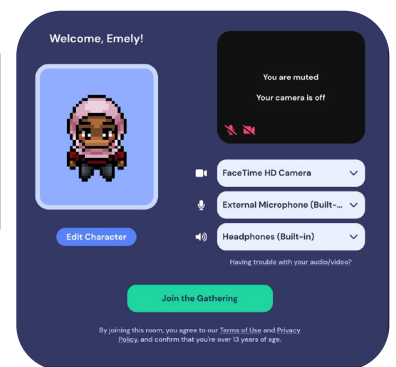 Welcome, Emely!
You are muted
Your camera is off
FaceTime HD Camera
External Microphone (Built-...
Edit Character
Headphones (Built-in)
Having trouble with your audio/video?
Join the Gathering
By joining this room, you agree to our Terms of Use and Privacy
Policy, and confirm that you're over 13 years of age.